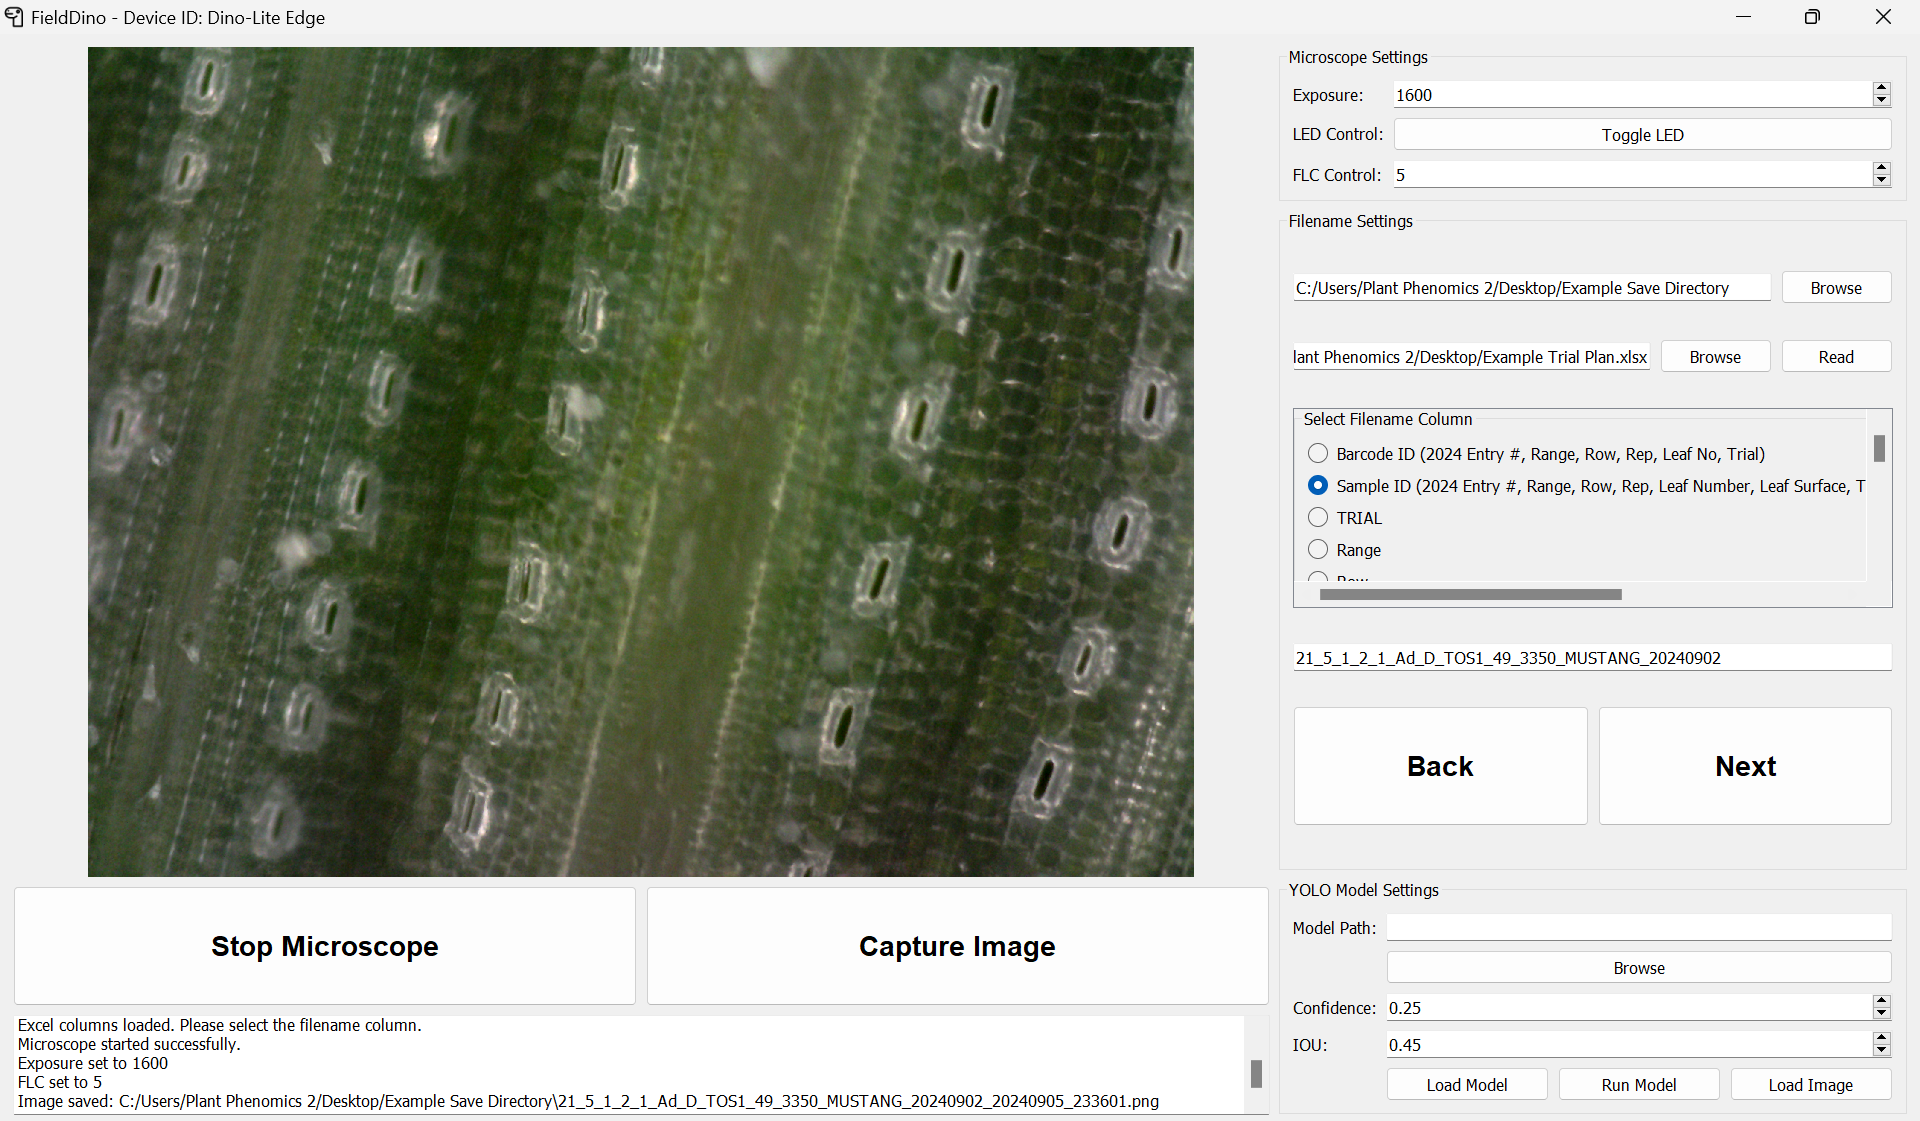 FieldDino - Device ID: Dino-Lite Edge
Microscope Settings
Exposure: 1600
LED Control: Toggle LED
FLC Control: 5
Filename Settings
C:/Users/Plant Phenomics 2/Desktop/Example Save Directory Browse
lant Phenomics 2/Desktop/Example Trial Plan.xlsx Browse Read
Select Filename Column
Barcode ID (2024 Entry #, Range, Row, Rep, Leaf No, Trial)
Sample ID (2024 Entry #, Range, Row, Rep, Leaf Number, Leaf Surface, T
TRIAL
Range
Row
21_5_1_2_1_Ad_D_TOS1_49_3350_MUSTANG_20240902
Back Next
Stop Microscope Capture Image
Excel columns loaded. Please select the filename column.
Microscope started successfully.
Exposure set to 1600
FLC set to 5
Image saved: C:/Users/Plant Phenomics 2/Desktop/Example Save Directory\21_5_1_2_1_Ad_D_TOS1_49_3350_MUSTANG_20240902_20240905_233601.png
YOLO Model Settings
Model Path:
Browse
Confidence: 0.25
IOU: 0.45
Load Model Run Model Load Image